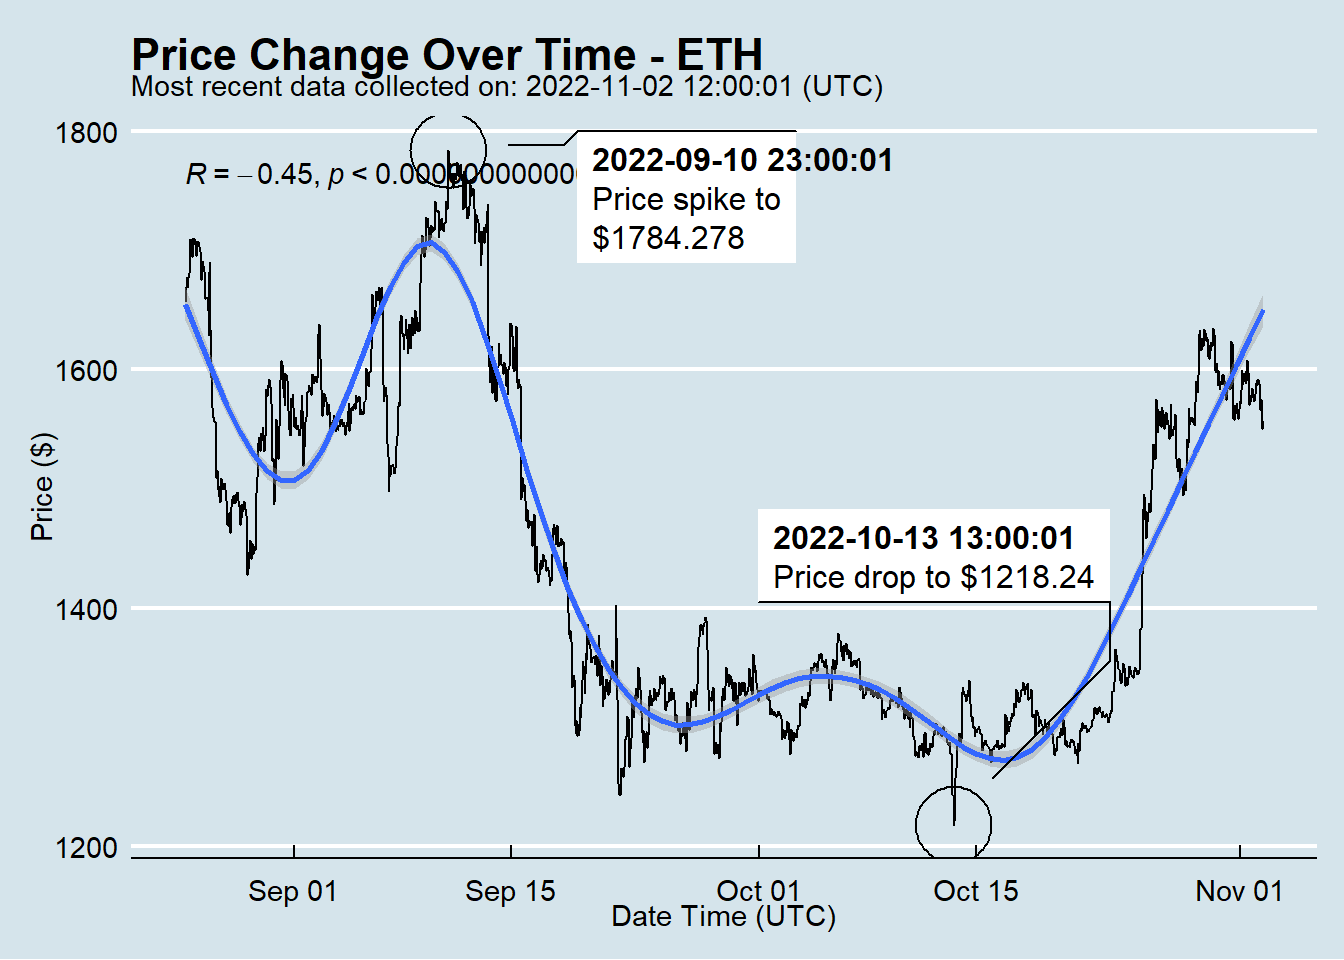 Price Change Over Time - ETH
Most recent data collected on: 2022-11-02 12:00:01 (UTC)
1800
R = −0.45, p <
2022-09-10 23:00:01
Price spike to
$1784.278
1600
Price ($)
2022-10-13 13:00:01
Price drop to $1218.24
1400
1200
Sep 01 Sep 15 Oct 01 Oct 15 Nov 01
Date Time (UTC)